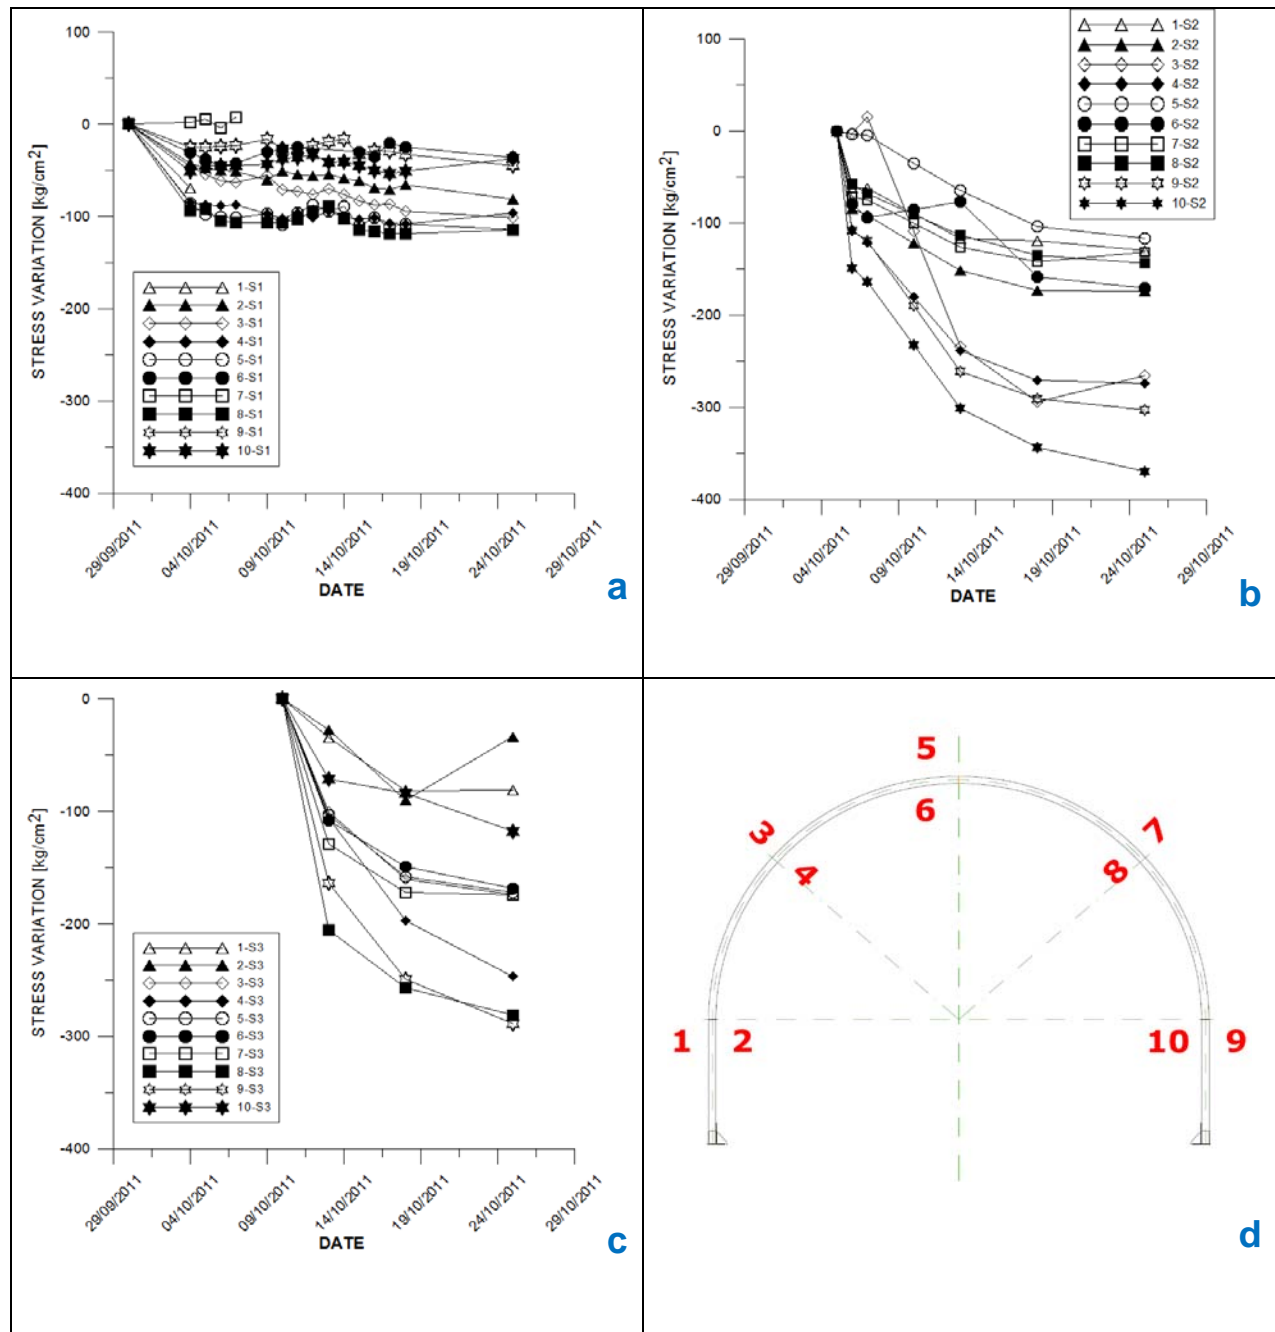 100
0
-100
-200
-300
-400
STRESS VARIATION [kg/cm2]
1-S1
2-S1
3-S1
4-S1
5-S1
6-S1
7-S1
8-S1
9-S1
10-S1
29/09/2011 04/10/2011 09/10/2011 14/10/2011 19/10/2011 24/10/2011 29/10/2011
DATE
a
100
0
-100
-200
-300
-400
STRESS VARIATION [kg/cm2]
1-S2
2-S2
3-S2
4-S2
5-S2
6-S2
7-S2
8-S2
9-S2
10-S2
29/09/2011 04/10/2011 09/10/2011 14/10/2011 19/10/2011 24/10/2011 29/10/2011
DATE
b
0
-100
-200
-300
-400
STRESS VARIATION [kg/cm2]
1-S3
2-S3
3-S3
4-S3
5-S3
6-S3
7-S3
8-S3
9-S3
10-S3
29/09/2011 04/10/2011 09/10/2011 14/10/2011 19/10/2011 24/10/2011 29/10/2011
DATE
c
5
6
3
4
7
8
1 2 10 9
d